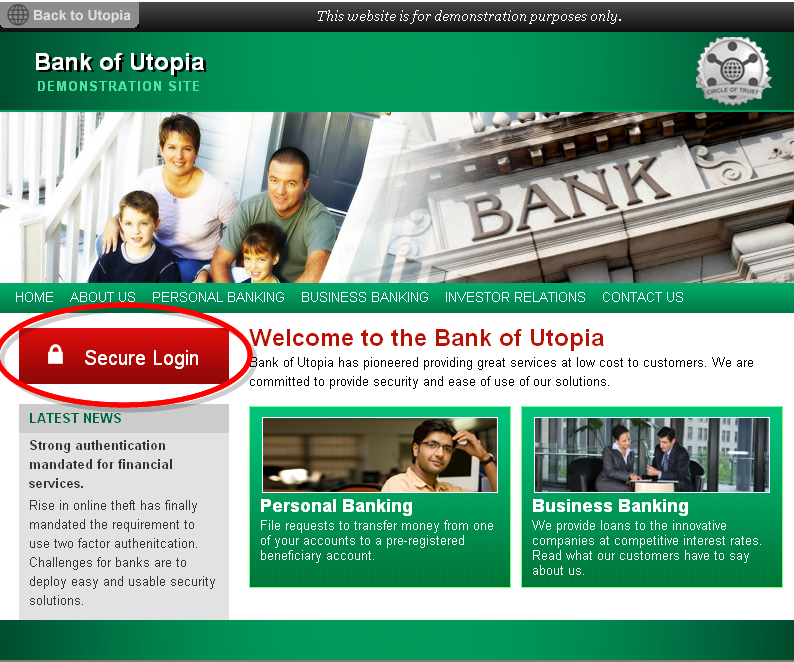 Back to Utopia
This website is for demonstration purposes only.
Bank of Utopia
DEMONSTRATION SITE
CIRCLE OF TRUST
BANK
HOME ABOUT US PERSONAL BANKING BUSINESS BANKING INVESTOR RELATIONS CONTACT US
Secure Login
LATEST NEWS
Strong authentication
mandated for financial
services.
Rise in online theft has finally
mandated the requirement to
use two factor authenitcation.
Challenges for banks are to
deploy easy and usable security
solutions.
Welcome to the Bank of Utopia
Bank of Utopia has pioneered providing great services at low cost to customers. We are
committed to provide security and ease of use of our solutions.
Personal Banking
File requests to transfer money from one
of your accounts to a pre-registered
beneficiary account.
Business Banking
We provide loans to the innovative
companies at competitive interest rates.
Read what our customers have to say
about us.